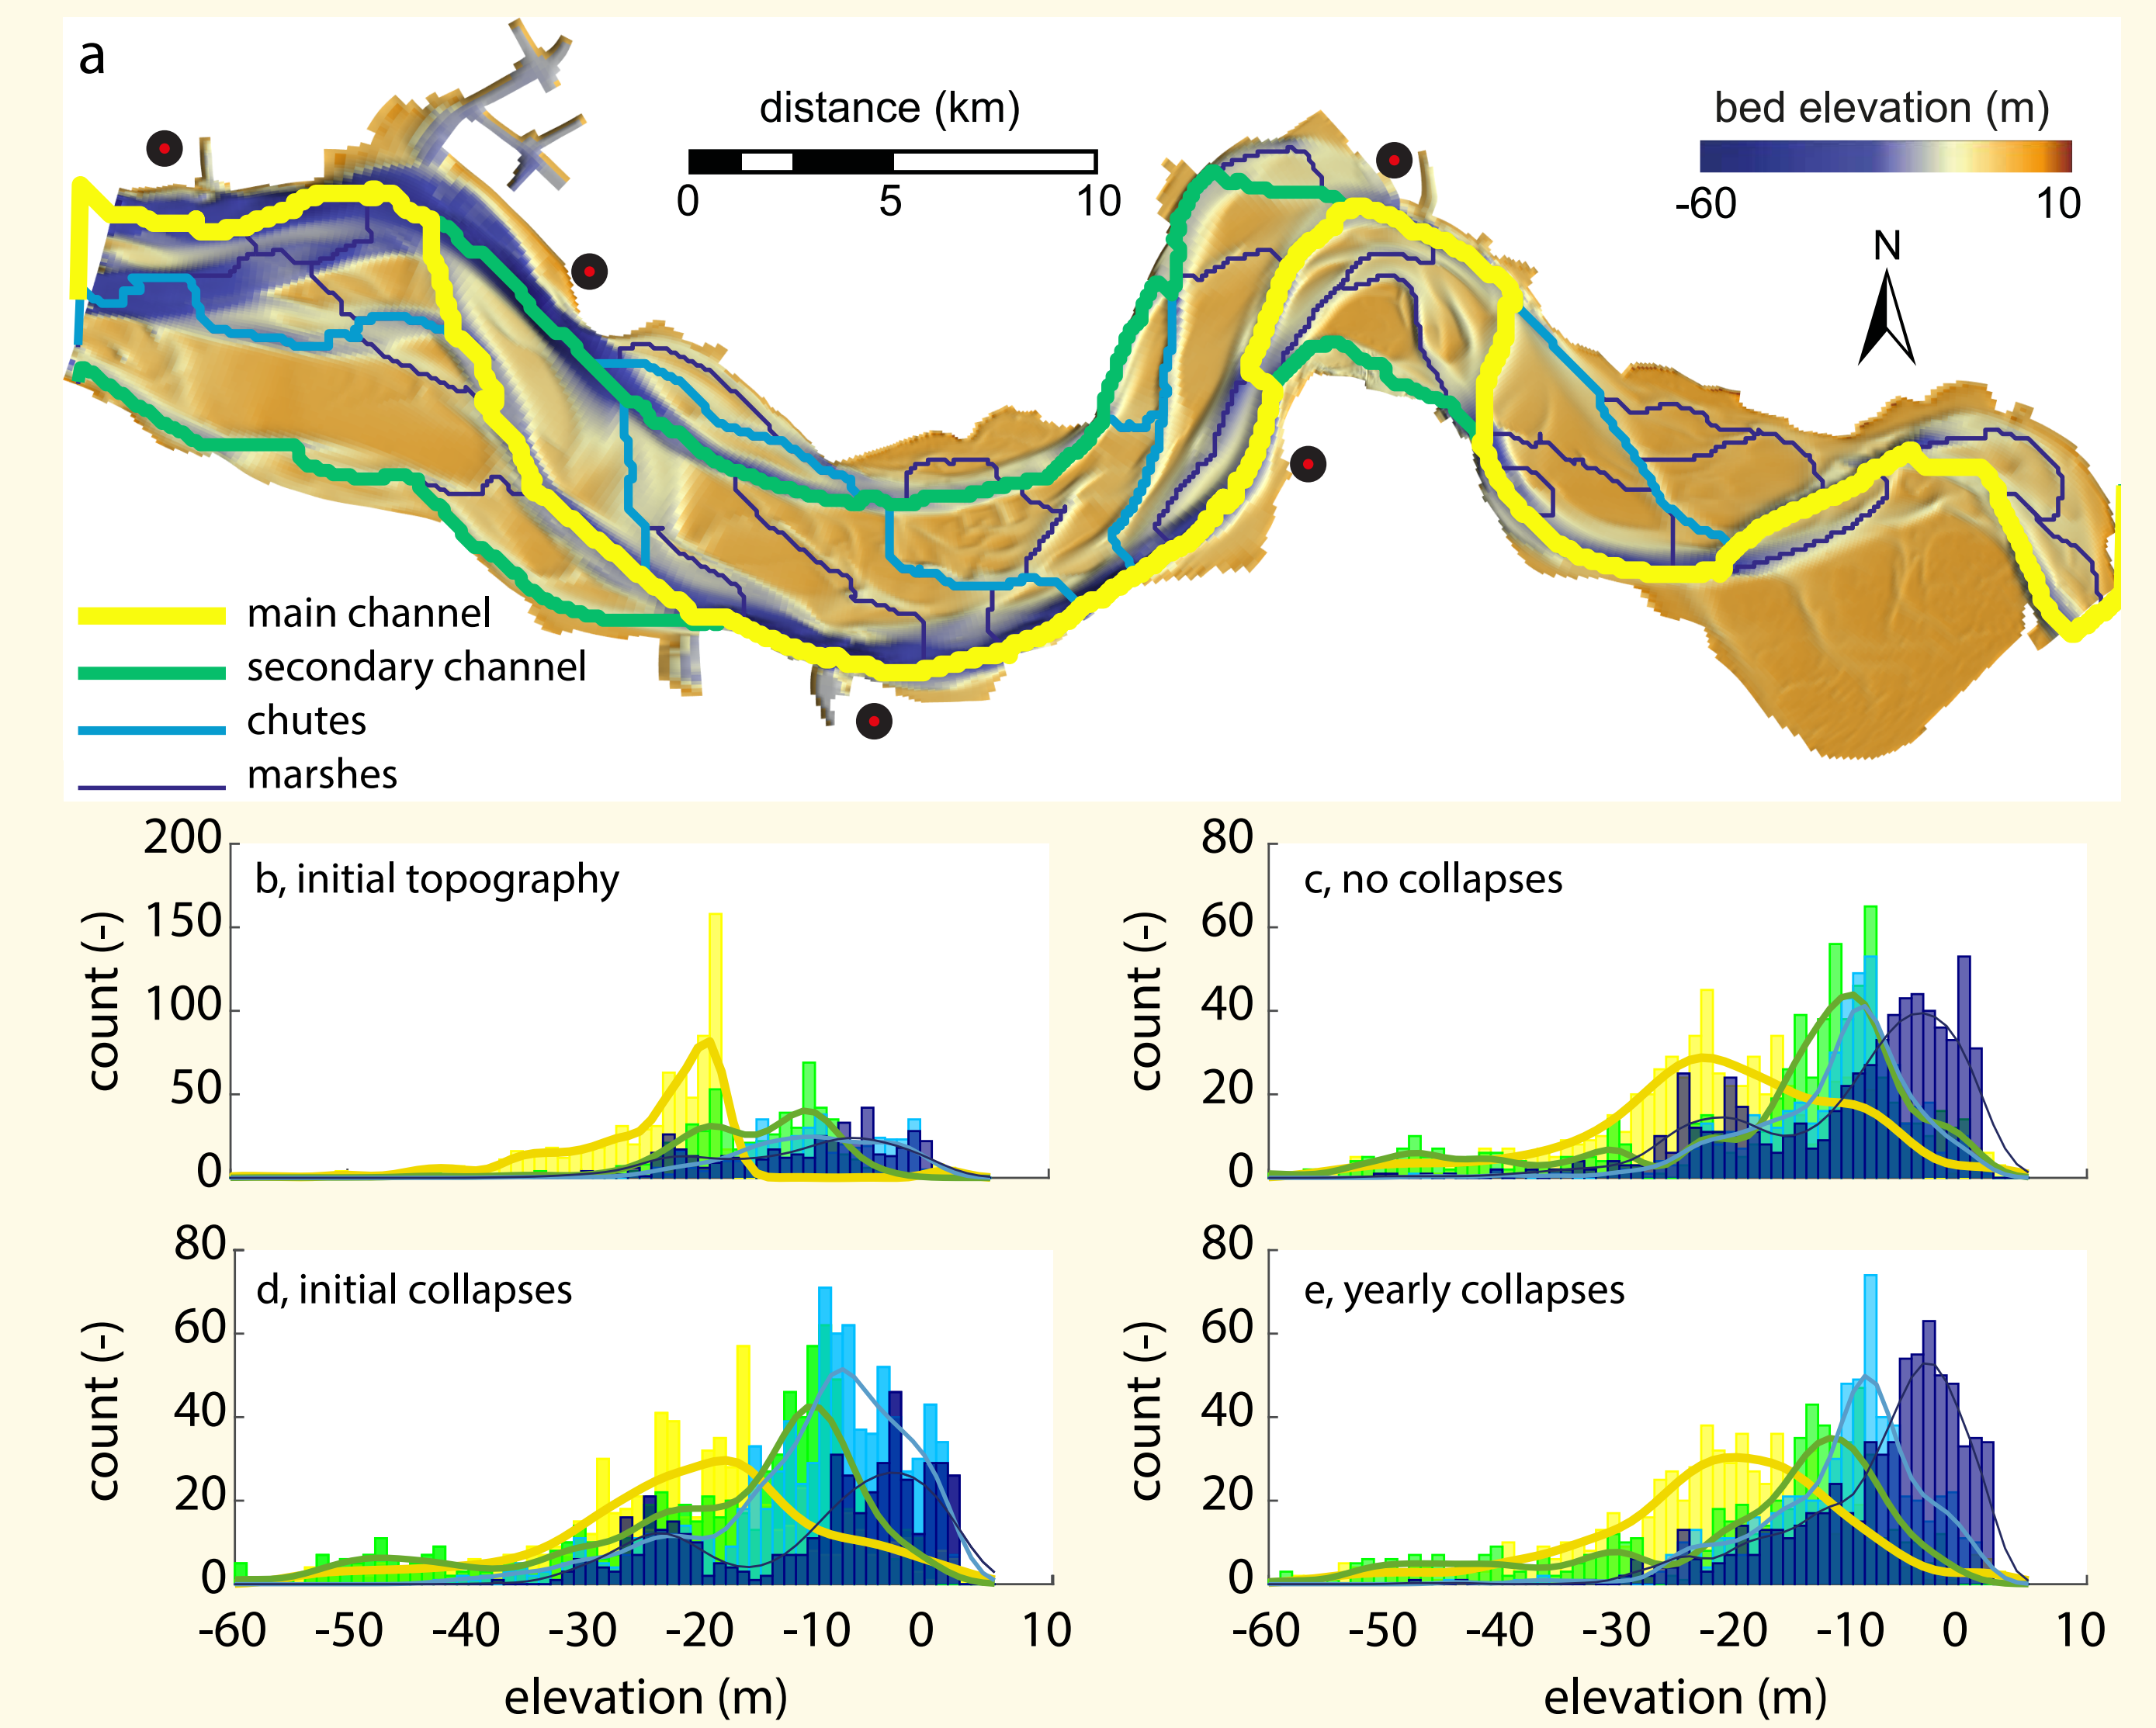 a
distance (km)
0 5 10
bed elevation (m)
-60 10
N
main channel
secondary channel
chutes
marshes
b, initial topography
count (-)
200
150
100
50
0
c, no collapses
count (-)
80
60
40
20
0
d, initial collapses
count (-)
80
60
40
20
0
-60 -50 -40 -30 -20 -10 0 10
elevation (m)
e, yearly collapses
count (-)
80
60
40
20
0
-60 -50 -40 -30 -20 -10 0 10
elevation (m)